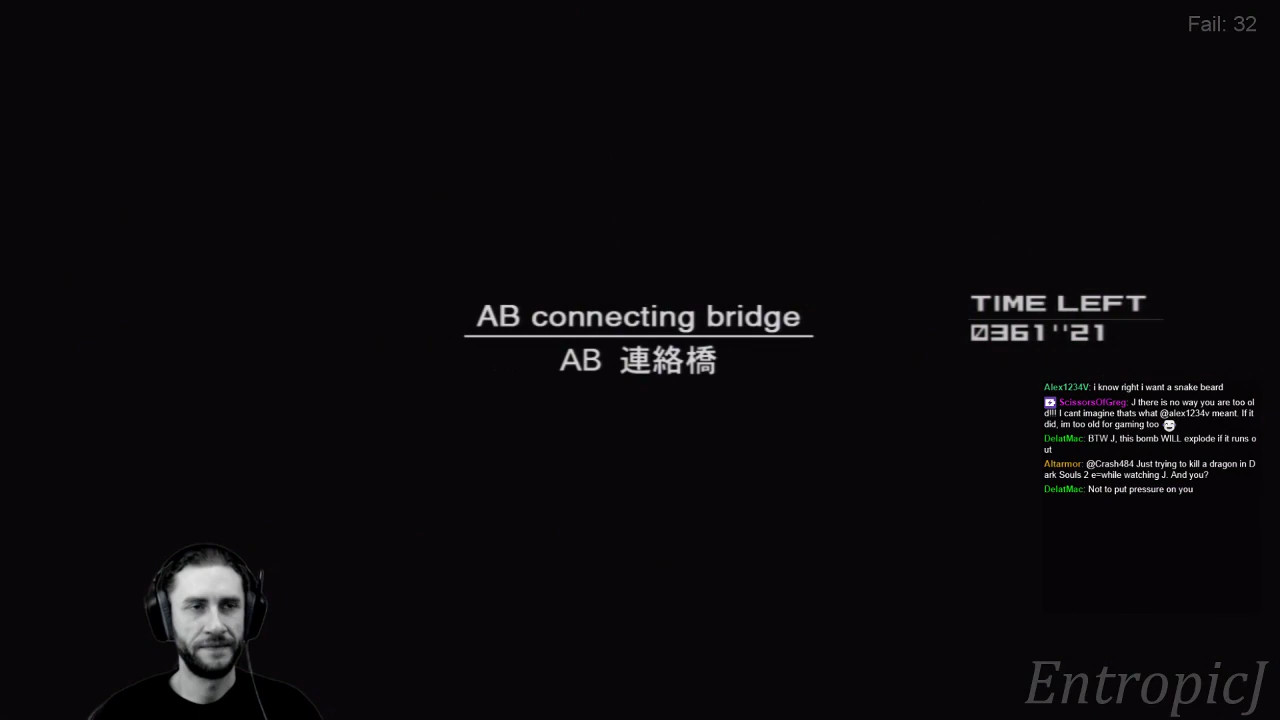 Fail: 32
AB connecting bridge
AB 連絡橋
TIME LEFT
0361"21
Alex1234V: i know right i want a snake beard
ScissorsOfGreg: J there is no way you are too ol
d!!! I cant imagine thats what @alex1234v meant. If it
did, im too old for gaming too
DelatMac: BTW J, this bomb WILL explode if it runs o
ut
Altarmor: @Crash484 Just trying to kill a dragon in D
ark Souls 2 e=while watching J. And you?
DelatMac: Not to put pressure on you
EntropicJ